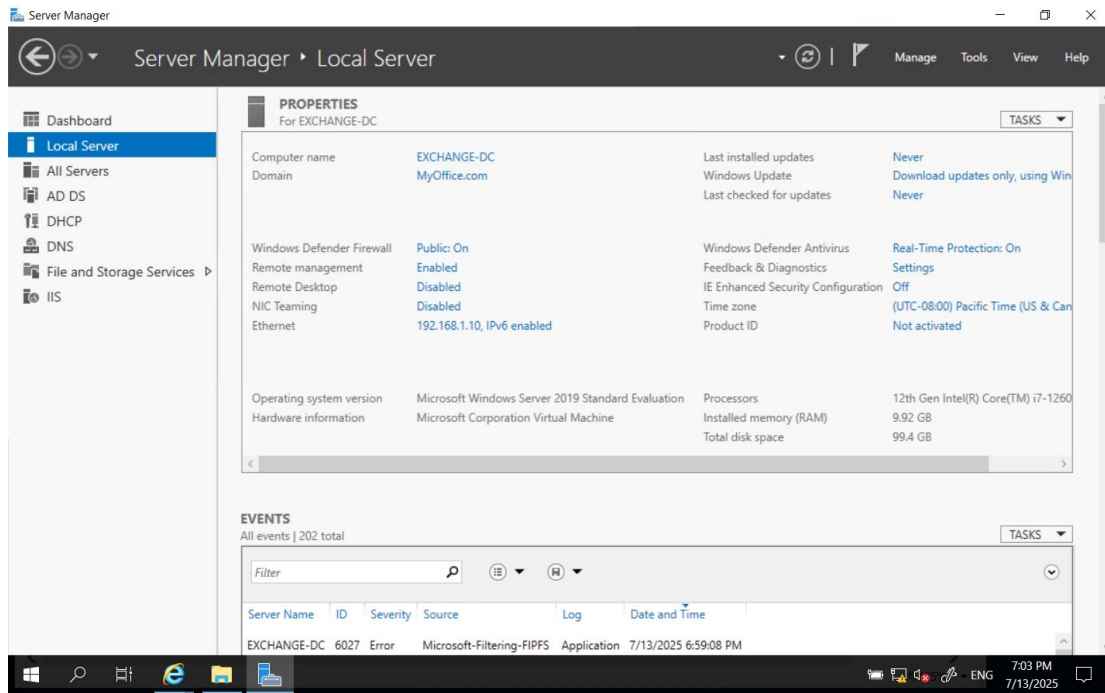 Server Manager
Server Manager ‣ Local Server
Manage Tools View Help
Dashboard
Local Server
All Servers
AD DS
DHCP
DNS
File and Storage Services
IIS
PROPERTIES
For EXCHANGE-DC
TASKS
Computer name EXCHANGE-DC Last installed updates Never
Domain MyOffice.com Windows Update Download updates only, using Win
Last checked for updates Never
Windows Defender Firewall Public: On Windows Defender Antivirus Real-Time Protection: On
Remote management Enabled Feedback & Diagnostics Settings
Remote Desktop Disabled IE Enhanced Security Configuration Off
NIC Teaming Disabled Time zone (UTC-08:00) Pacific Time (US & Can
Ethernet 192.168.1.10, IPv6 enabled Product ID Not activated
Operating system version Microsoft Windows Server 2019 Standard Evaluation Processors 12th Gen Intel(R) Core(TM) i7-1260
Hardware information Microsoft Corporation Virtual Machine Installed memory (RAM) 9.92 GB
Total disk space 99.4 GB
EVENTS
All events | 202 total
TASKS
Filter
Server Name ID Severity Source Log Date and Time
EXCHANGE-DC 6027 Error Microsoft-Filtering-FIPFS Application 7/13/2025 6:59:08 PM
ENG
7:03 PM
7/13/2025